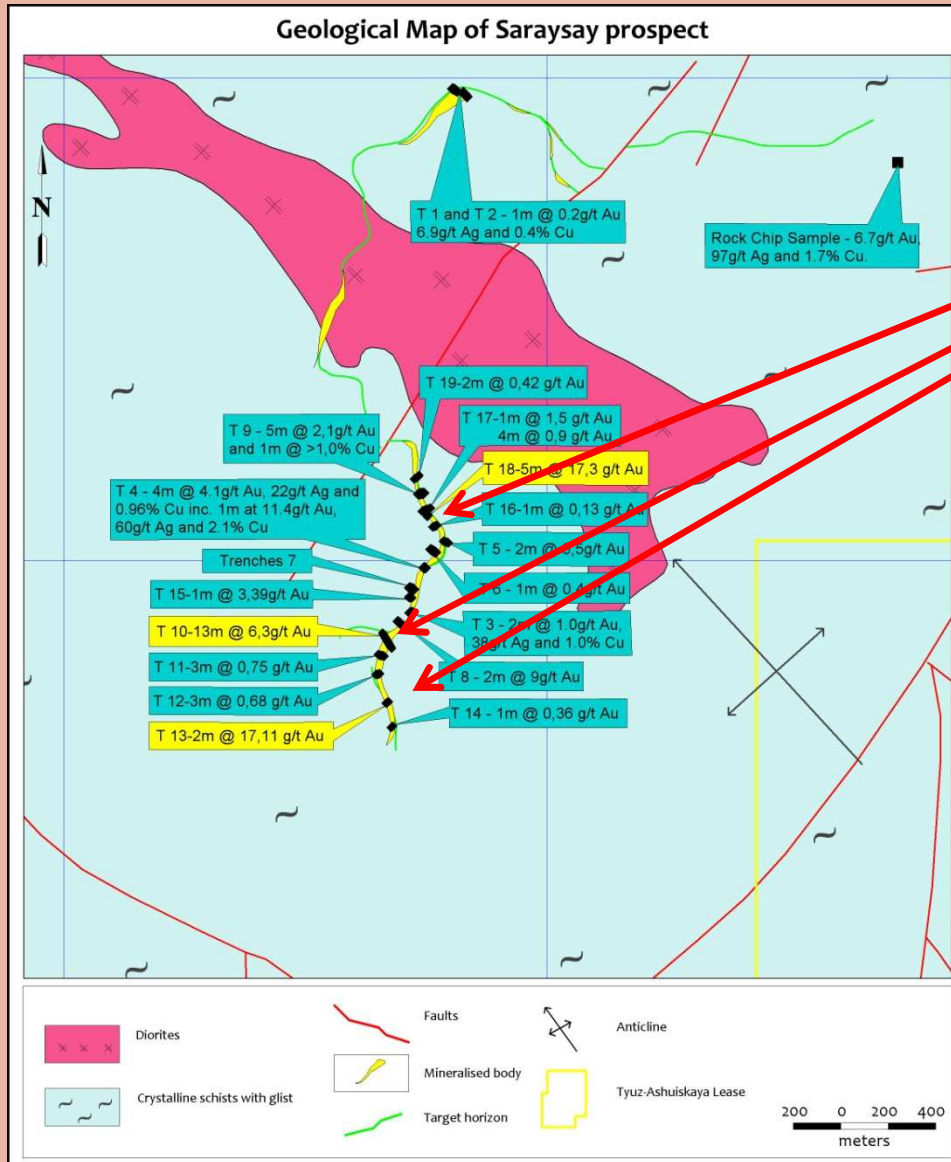 Geological Map of Saraysay prospect
N
T 1 and T 2 - 1m @ 0.2g/t Au
6.9g/t Ag and 0.4% Cu
Rock Chip Sample - 6.7g/t Au,
97g/t Ag and 1.7% Cu.
T 19-2m @ 0,42 g/t Au
T 17-1m @ 1,5 g/t Au
4m @ 0,9 g/t Au
T 9 - 5m @ 2,1g/t Au
and 1m @ >1,0% Cu
T 18-5m @ 17,3 g/t Au
T 4 - 4m @ 4.1g/t Au, 22g/t Ag and
0.96% Cu inc. 1m at 11.4g/t Au,
60g/t Ag and 2.1% Cu
T 16-1m @ 0,13 g/t Au
T 5 - 2m @ 0,5g/t Au
Trenches 7
T 6 - 1m @ 0,4g/t Au
T 15-1m @ 3,39g/t Au
T 3 - 2m @ 1.0g/t Au,
38g/t Ag and 1.0% Cu
T 10-13m @ 6,3g/t Au
T 11-3m @ 0,75 g/t Au
T 8 - 2m @ 9g/t Au
T 12-3m @ 0,68 g/t Au
T 14 - 1m @ 0,36 g/t Au
T 13-2m @ 17,11 g/t Au
Diorites
Faults
Anticline
Mineralised body
Crystalline schists with glist
Tyuz-Ashuiskaya Lease
Target horizon
200 0 200 400
meters